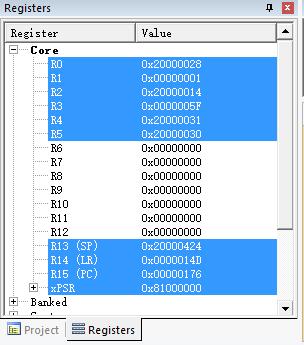 Registers
Register Value
Core
R0 0x20000028
R1 0x00000001
R2 0x20000014
R3 0x0000005F
R4 0x20000031
R5 0x20000030
R6 0x00000000
R7 0x00000000
R8 0x00000000
R9 0x00000000
R10 0x00000000
R11 0x00000000
R12 0x00000000
R13 (SP) 0x20000424
R14 (LR) 0x0000014D
R15 (PC) 0x00000176
xPSR 0x81000000
Banked
Project Registers